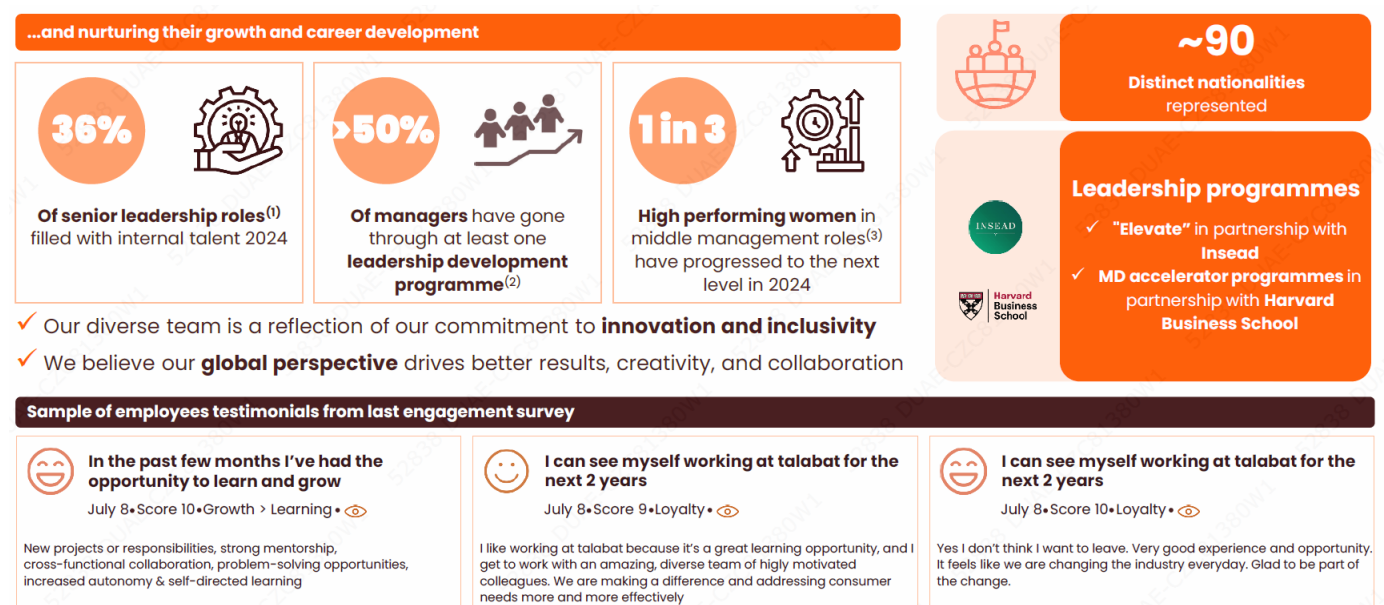 ...and nurturing their growth and career development
36%
Of senior leadership roles(1)
filled with internal talent 2024
>50%
Of managers have gone
through at least one
leadership development
programme(2)
1 in 3
High performing women in
middle management roles(3)
have progressed to the next
level in 2024
✓ Our diverse team is a reflection of our commitment to innovation and inclusivity
✓ We believe our global perspective drives better results, creativity, and collaboration
~90
Distinct nationalities
represented
INSEAD
Harvard
Business
School
Leadership programmes
✓ "Elevate” in partnership with
Insead
✓ MD accelerator programmes in
partnership with Harvard
Business School
Sample of employees testimonials from last engagement survey
In the past few months I’ve had the
opportunity to learn and grow
July 8•Score 10•Growth > Learning•
New projects or responsibilities, strong mentorship,
cross-functional collaboration, problem-solving opportunities,
increased autonomy & self-directed learning
I can see myself working at talabat for the
next 2 years
July 8•Score 9•Loyalty•
I like working at talabat because it’s a great learning opportunity, and I
get to work with an amazing, diverse team of higly motivated
colleagues. We are making a difference and addressing consumer
needs more and more effectively
I can see myself working at talabat for the
next 2 years
July 8•Score 10•Loyalty•
Yes I don’t think I want to leave. Very good experience and opportunity.
It feels like we are changing the industry everyday. Glad to be part of
the change.